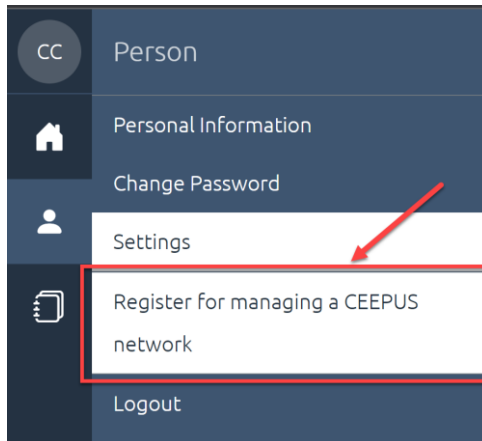 CC
Person
Personal Information
Change Password
Settings
Register for managing a CEEPUS
network
Logout